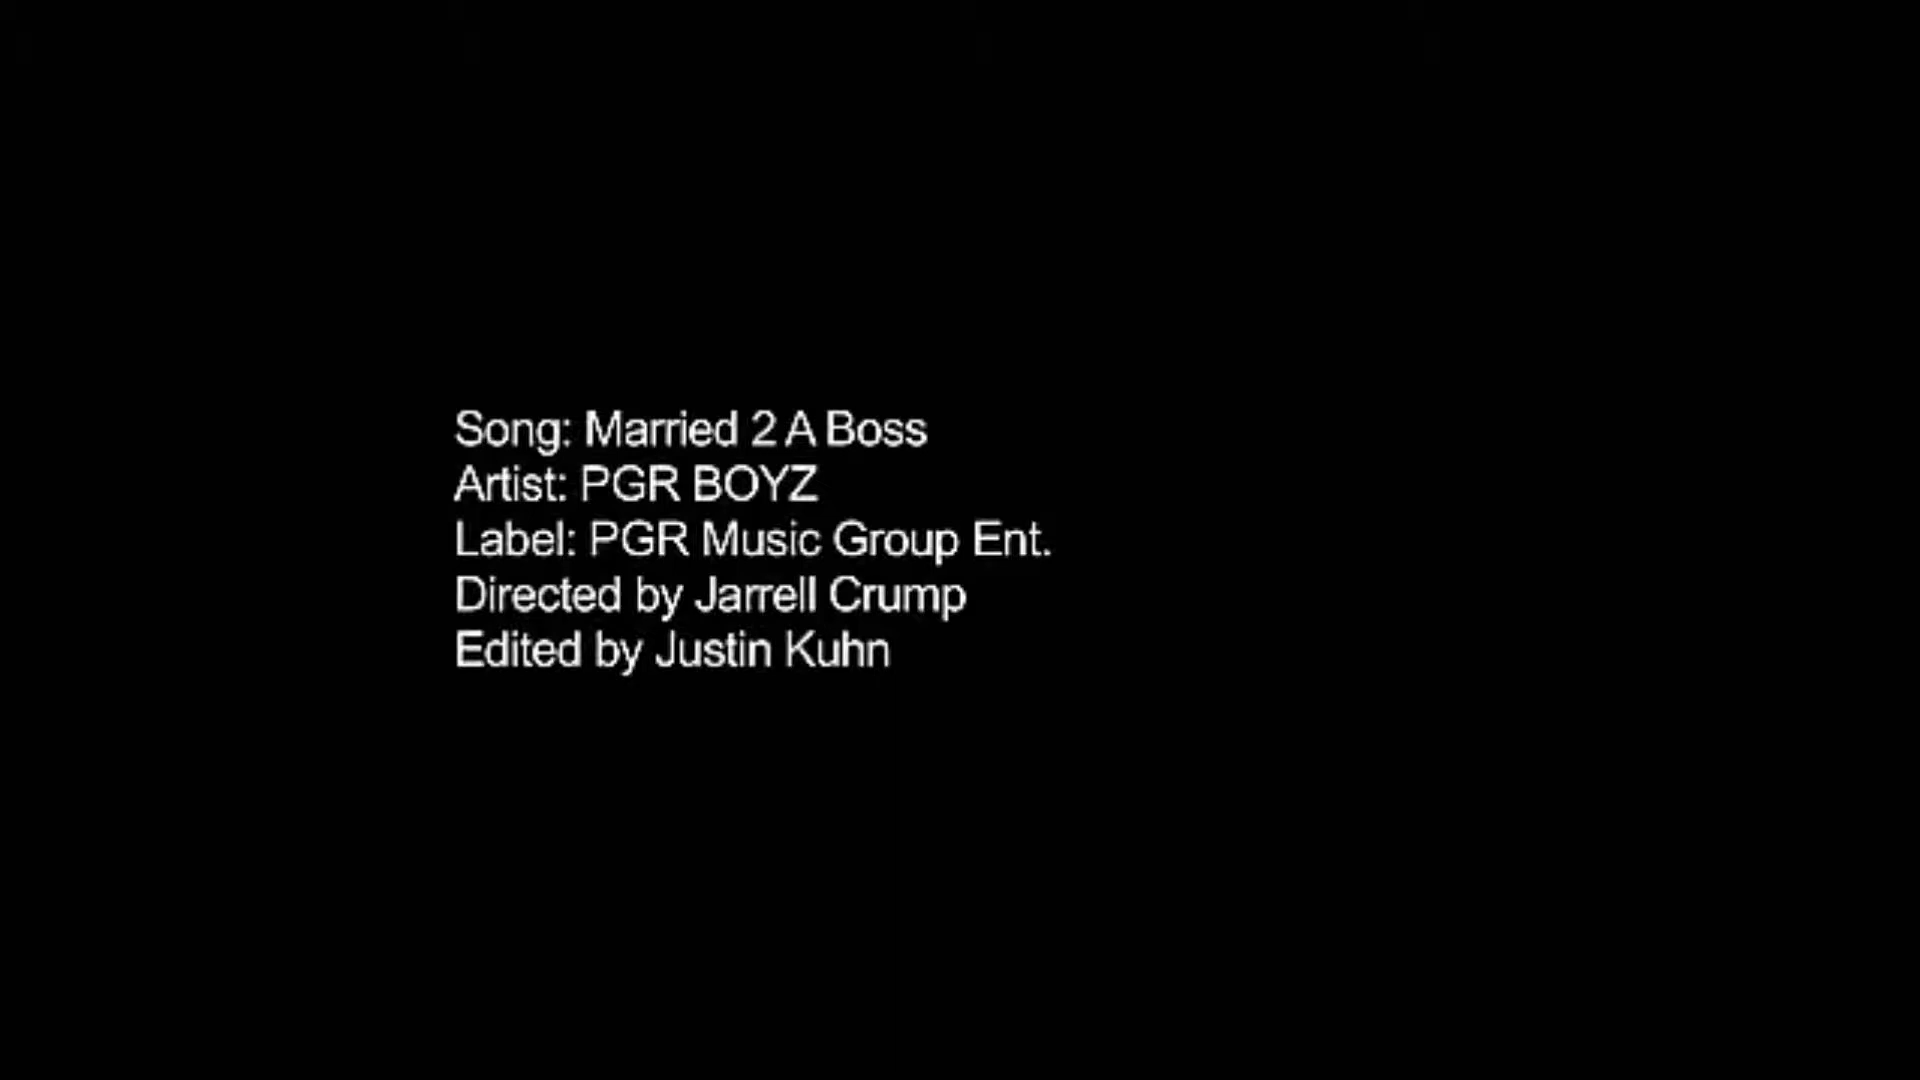 Song: Married 2 A Boss
Artist: PGR BOYZ
Label: PGR Music Group Ent.
Directed by Jarrell Crump
Edited by Justin Kuhn